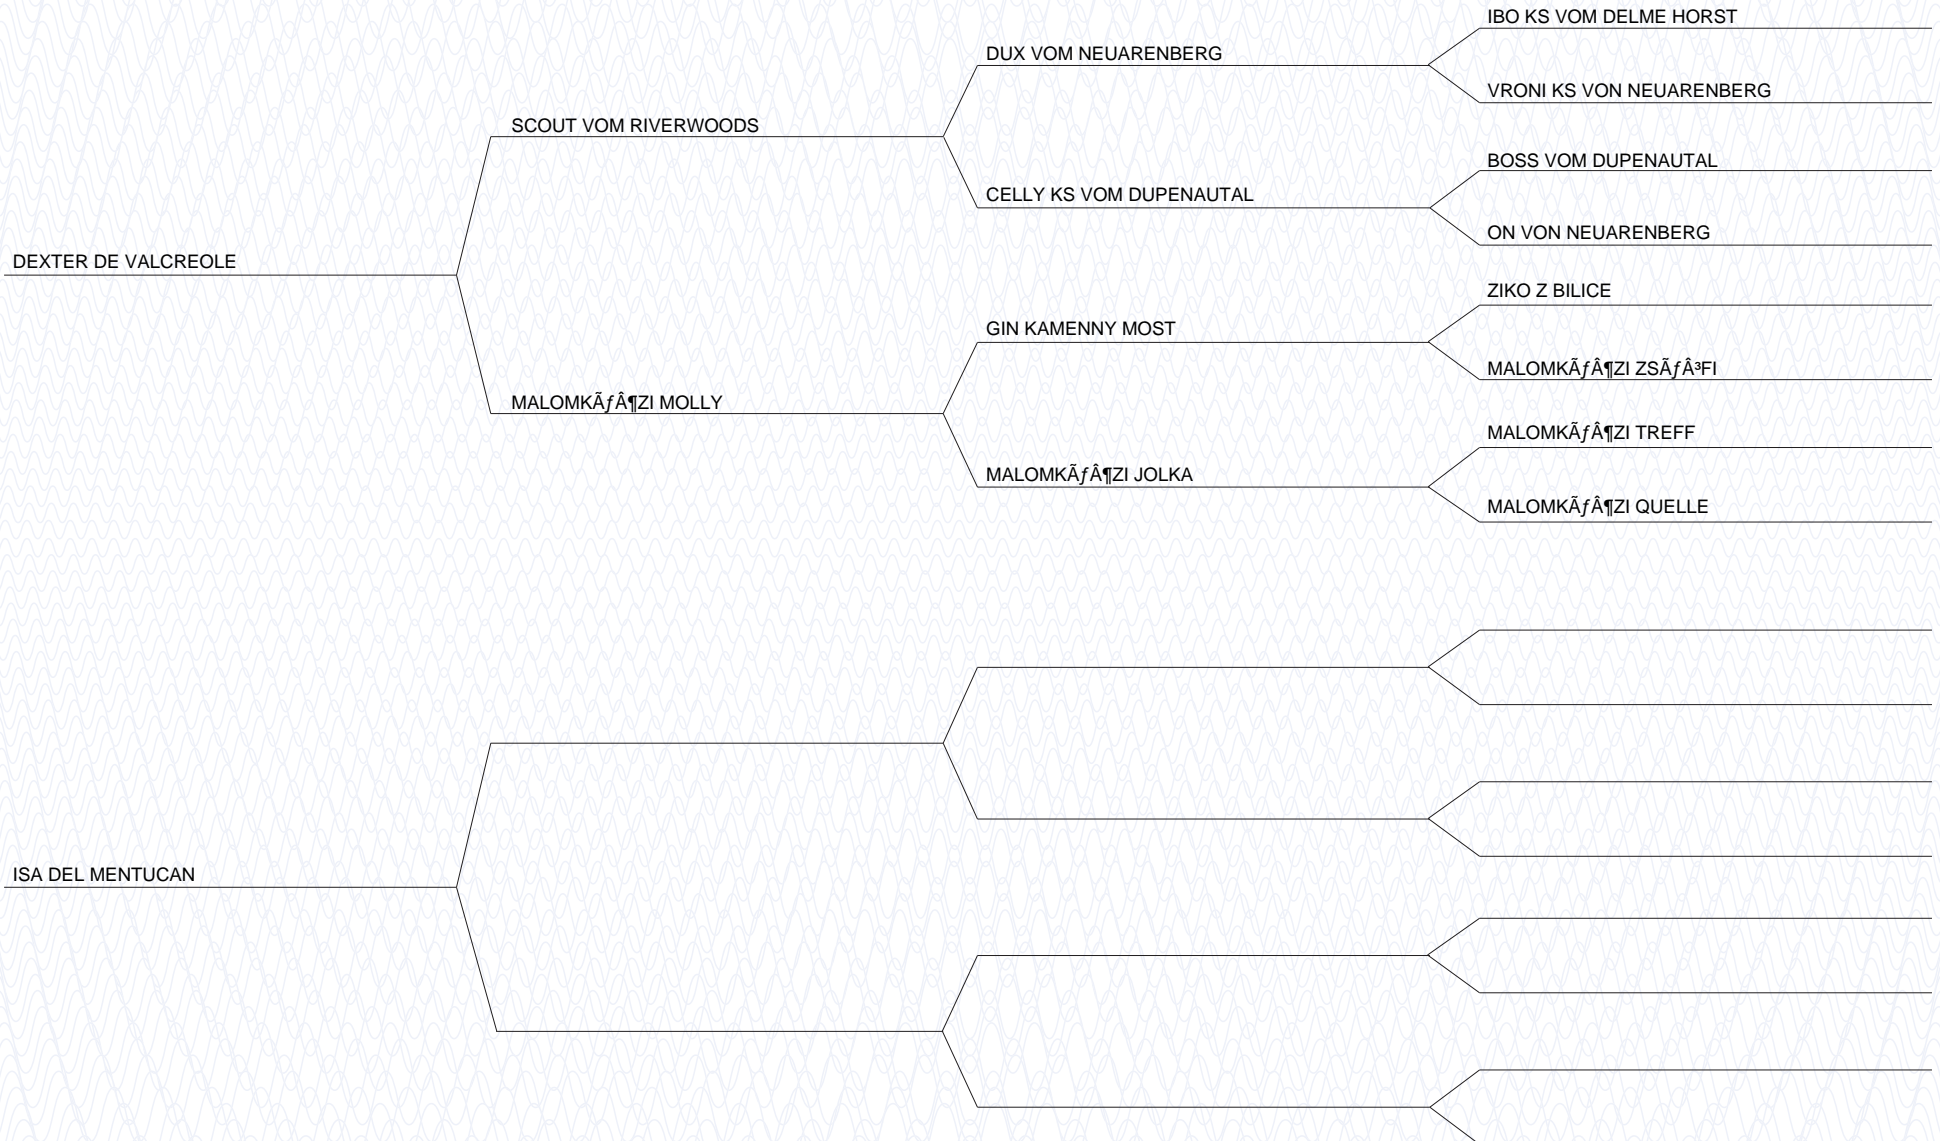 IBO KS VOM DELME HORST
DUX VOM NEUARENBERG
VRONI KS VON NEUARENBERG
SCOUT VOM RIVERWOODS
BOSS VOM DUPENAUTAL
CELLY KS VOM DUPENAUTAL
ON VON NEUARENBERG
DEXTER DE VALCREOLE
ZIKO Z BILICE
GIN KAMENNY MOST
MALOMKÃƒÂ¶ZI ZSÃƒÂ³FI
MALOMKÃƒÂ¶ZI MOLLY
MALOMKÃƒÂ¶ZI TREFF
MALOMKÃƒÂ¶ZI JOLKA
MALOMKÃƒÂ¶ZI QUELLE
ISA DEL MENTUCAN